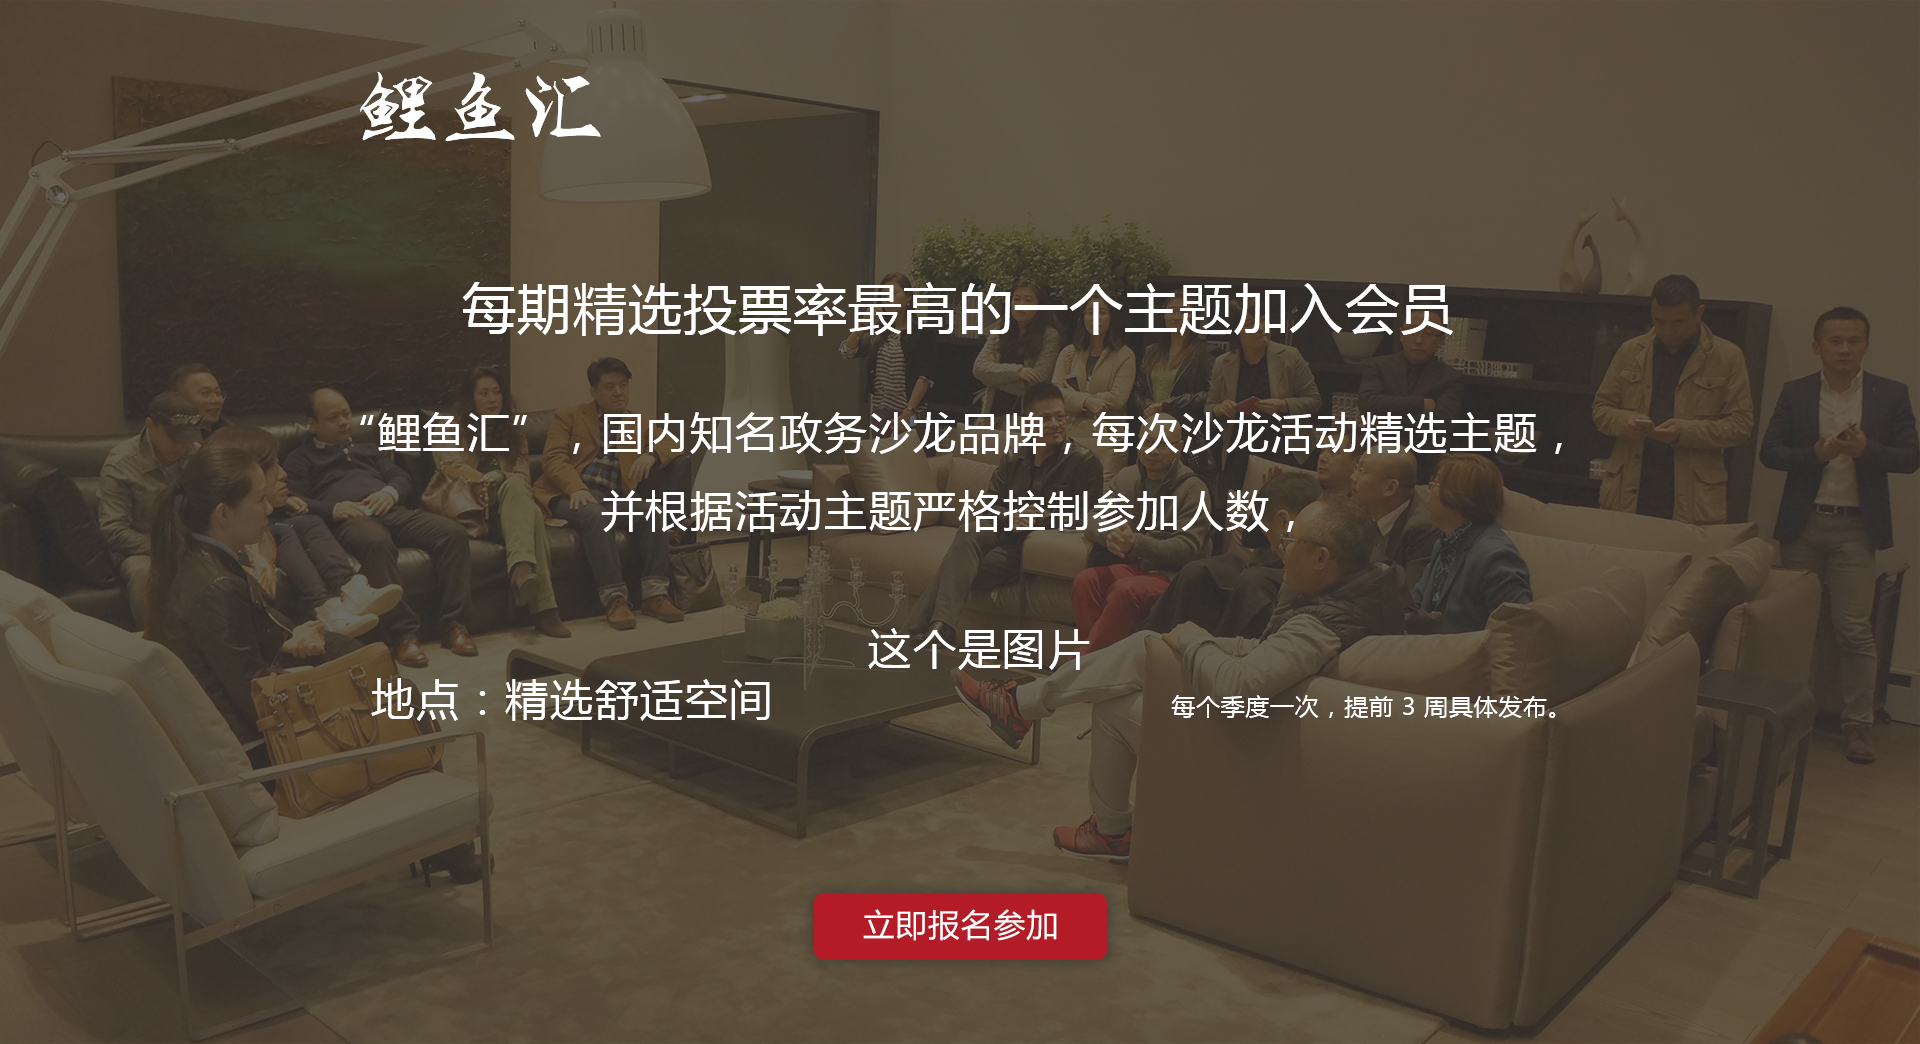 鲤鱼汇
每期精选投票率最高的一个主题加入会员
“鲤鱼汇”，国内知名政务沙龙品牌，每次沙龙活动精选主题，
并根据活动主题严格控制参加人数，
这个是图片
地点：精选舒适空间
每个季度一次，提前 3 周具体发布。
立即报名参加